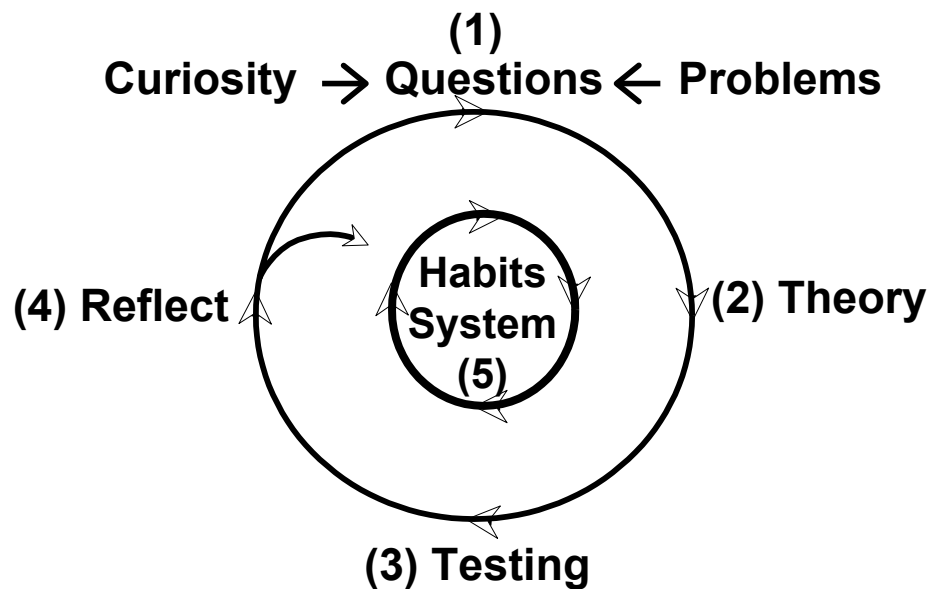 (1)
Curiosity → Questions ← Problems
Habits
(4) Reflect
(2) Theory
System
(5)
(3) Testing